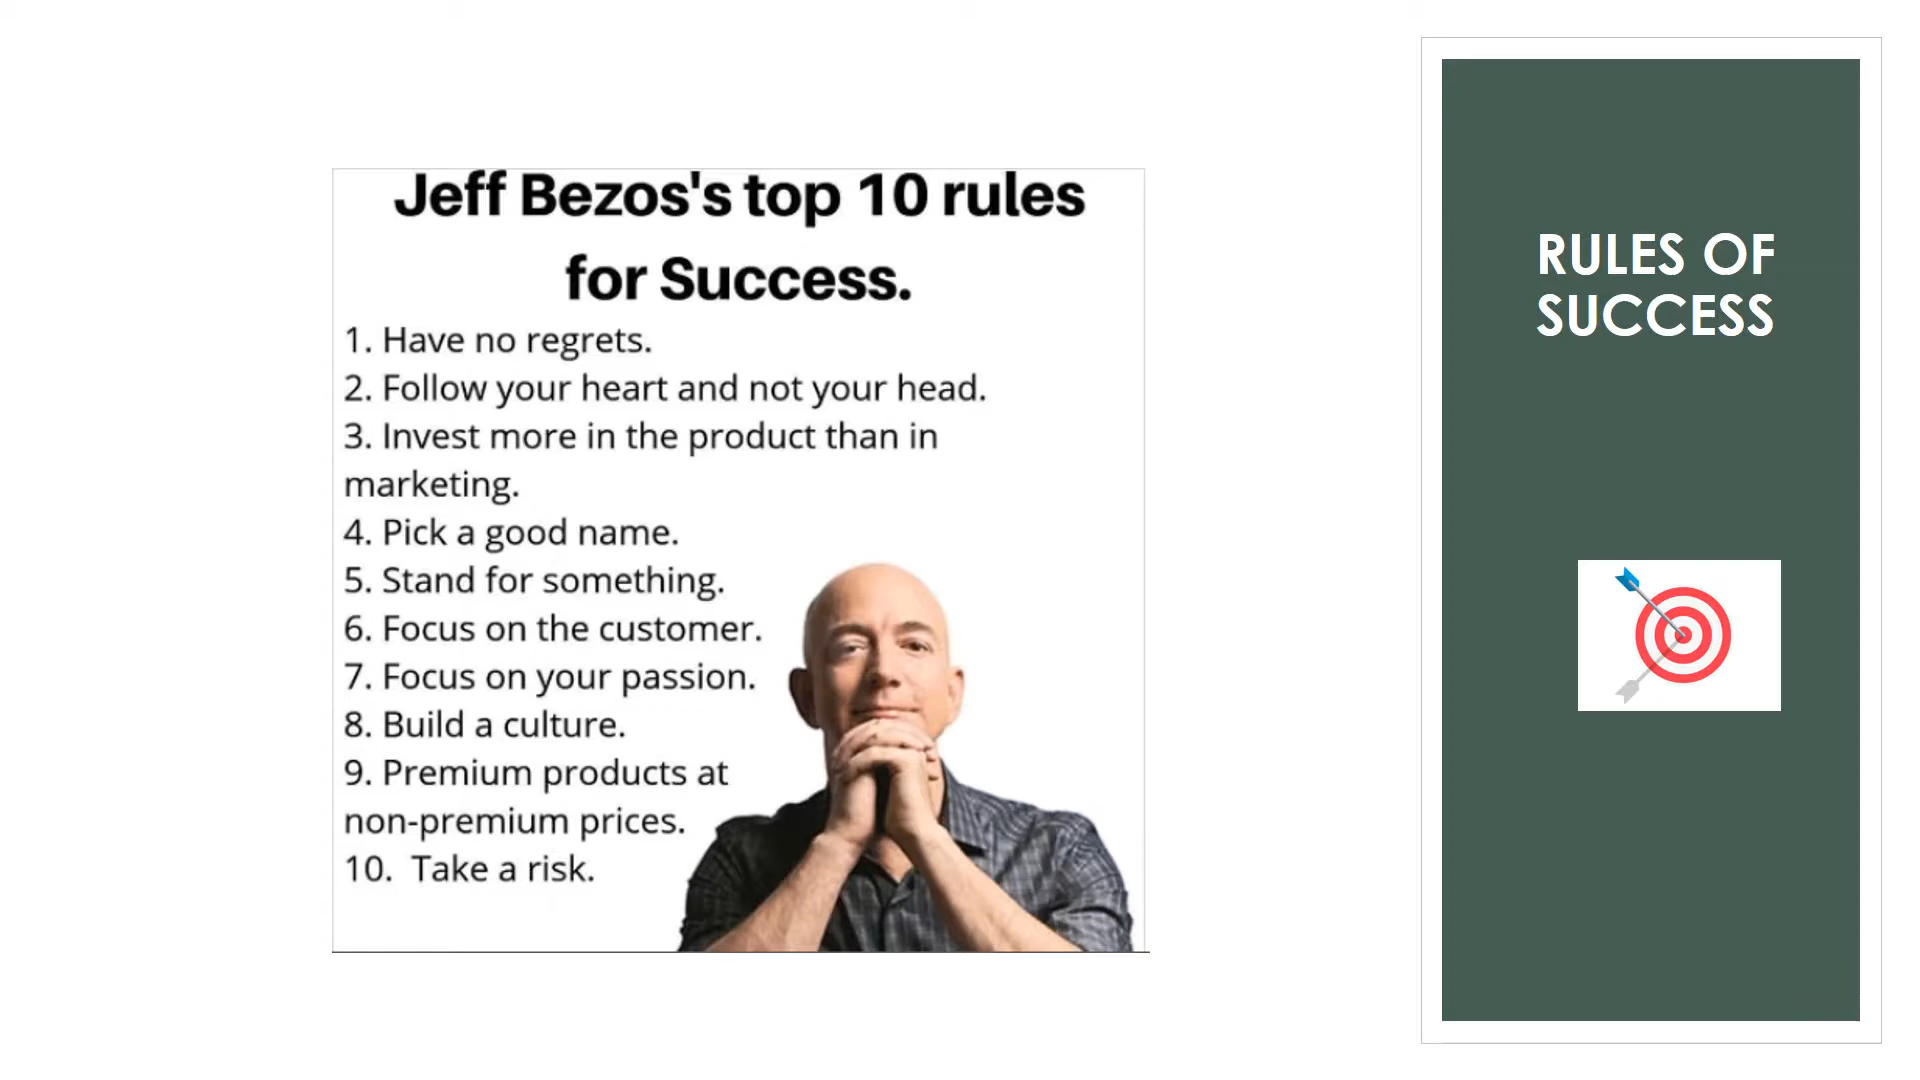 Jeff Bezos's top 10 rules
for Success.
1. Have no regrets.
2. Follow your heart and not your head.
3. Invest more in the product than in
marketing.
4. Pick a good name.
5. Stand for something.
6. Focus on the customer.
7. Focus on your passion.
8. Build a culture.
9. Premium products at
non-premium prices.
10. Take a risk.
RULES OF
SUCCESS